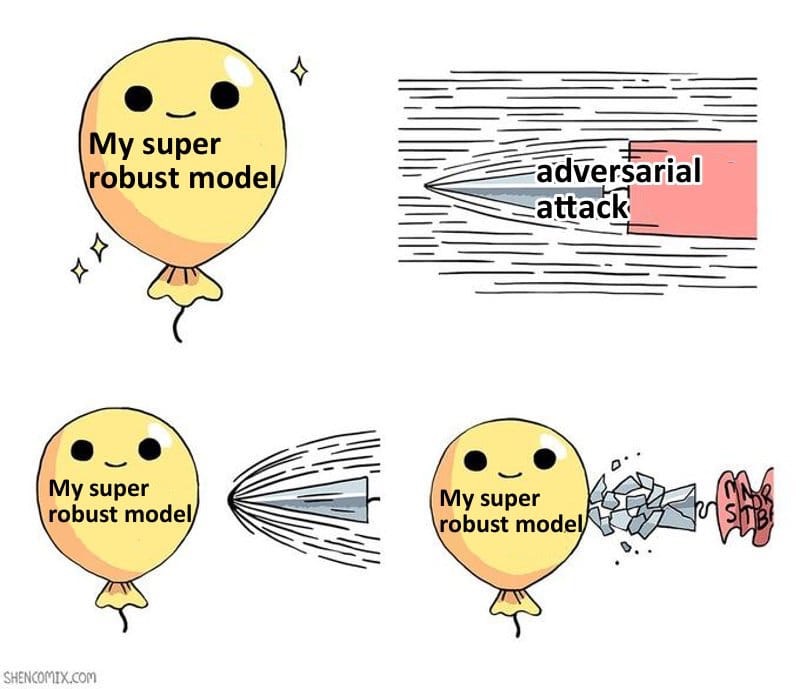 My super
robust model
adversarial
attack
My super
robust model
My super
robust model
SHENCOMIX.COM